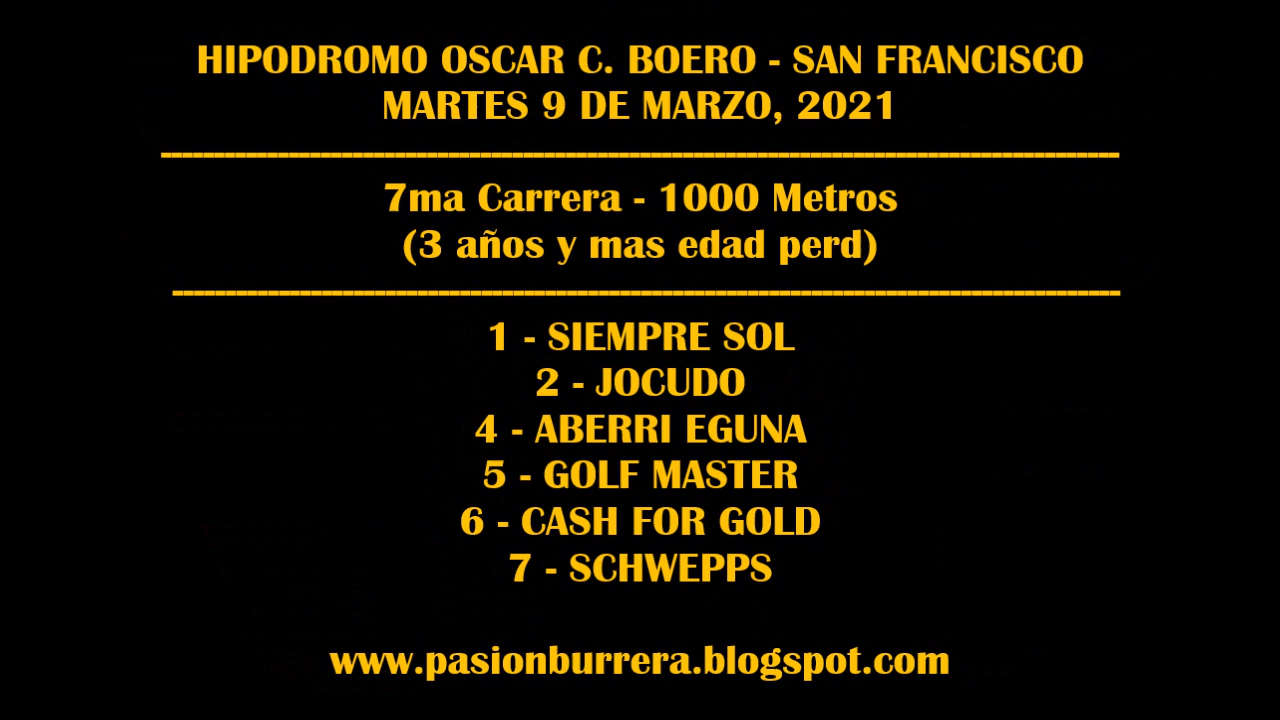 HIPODROMO OSCAR C. BOERO - SAN FRANCISCO
MARTES 9 DE MARZO, 2021
7ma Carrera - 1000 Metros
(3 años y mas edad perd)
1 - SIEMPRE SOL
2 - JOCUDO
4 - ABERRI EGUNA
5 - GOLF MASTER
6 - CASH FOR GOLD
7 - SCHWEPPS
www.pasionburrera.blogspot.com